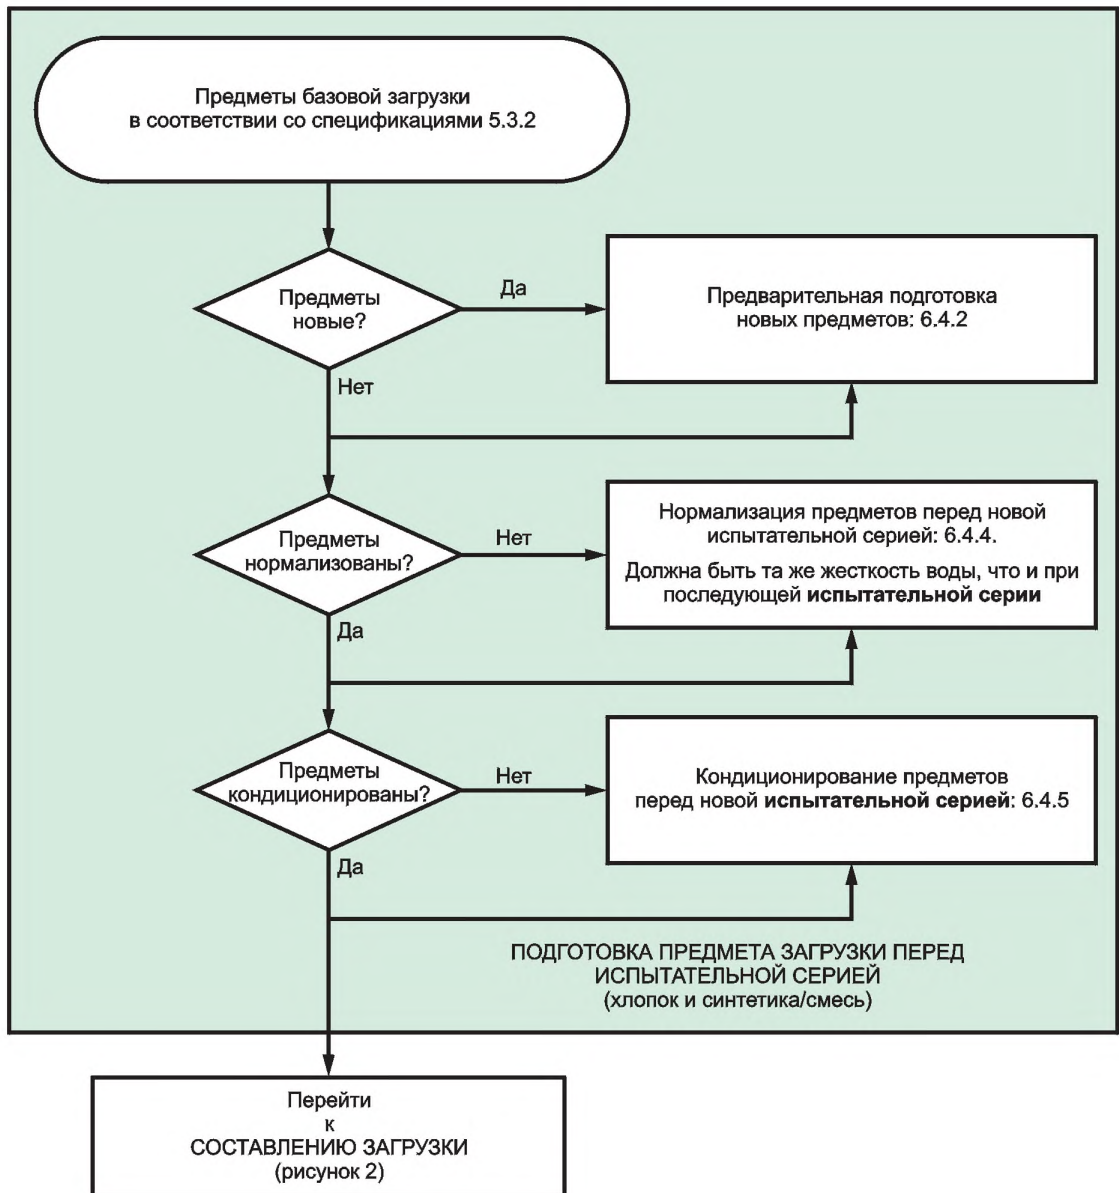 Предметы базовой загрузки
в соответствии со спецификациями 5.3.2
Предметы
новые?
Да
Предварительная подготовка
новых предметов: 6.4.2
Нет
Предметы
нормализованы?
Нет
Нормализация предметов перед новой
испытательной серией: 6.4.4.
Должна быть та же жесткость воды, что и при
последующей испытательной серии
Да
Предметы
кондиционированы?
Нет
Кондиционирование предметов
перед новой испытательной серией: 6.4.5
Да
ПОДГОТОВКА ПРЕДМЕТА ЗАГРУЗКИ ПЕРЕД
ИСПЫТАТЕЛЬНОЙ СЕРИЕЙ
(хлопок и синтетика/смесь)
Перейти
к
СОСТАВЛЕНИЮ ЗАГРУЗКИ
(рисунок 2)